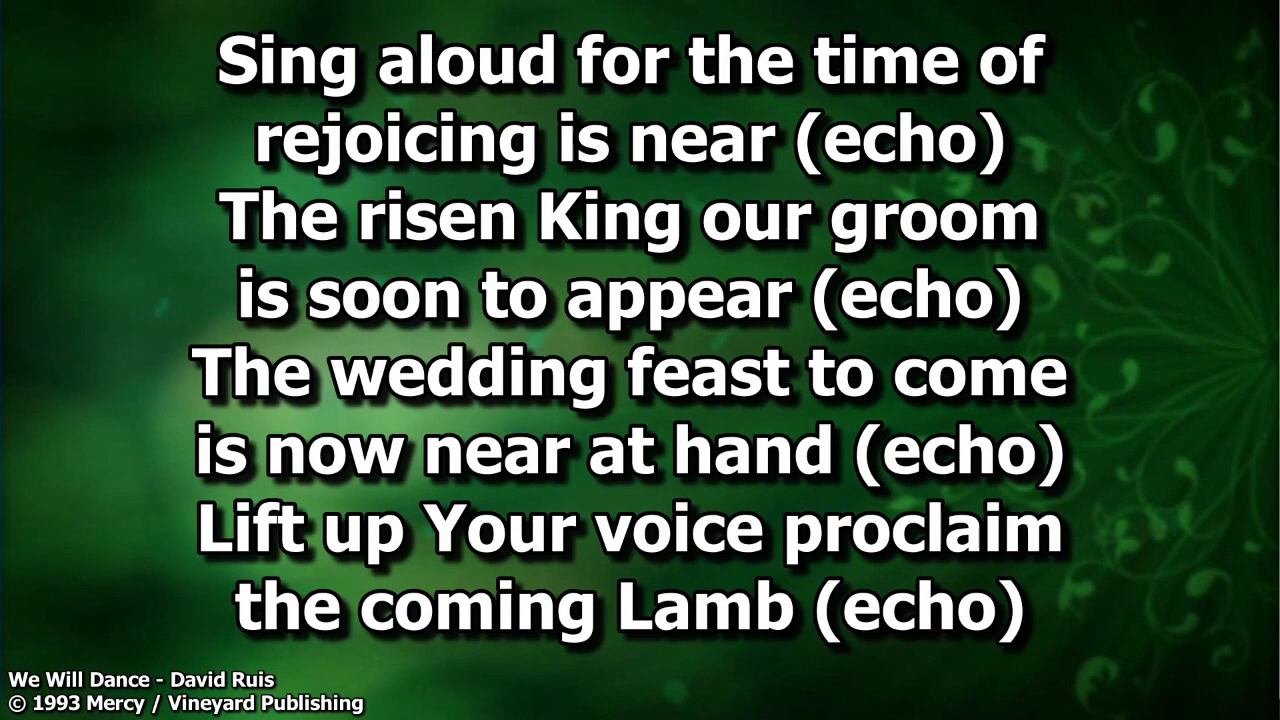 Sing aloud for the time of
rejoicing is near (echo)
The risen King our groom
is soon to appear (echo)
The wedding feast to come
is now near at hand (echo)
Lift up Your voice proclaim
the coming Lamb (echo)
We Will Dance - David Ruis
© 1993 Mercy / Vineyard Publishing